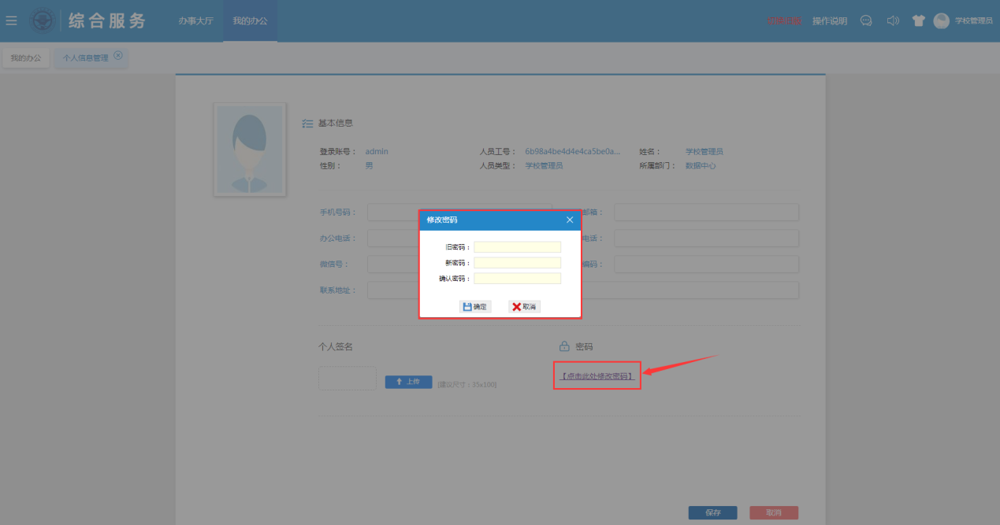 综合服务 办事大厅 我的办公 切换旧版 操作说明 学校管理员
我的办公 个人信息管理
基本信息
登录账号： admin 人员工号： 6b98a4be4d4e4ca5be0a... 姓名： 学校管理员
性别： 男 人员类型： 学校管理员 所属部门： 数据中心
手机号码： 邮箱：
办公电话： 电话：
微信号： 编码：
联系地址：
修改密码
旧密码：
新密码：
确认密码：
确定 取消
个人签名 密码
上传 [建议尺寸：35x100] 【点击此处修改密码】
保存 取消